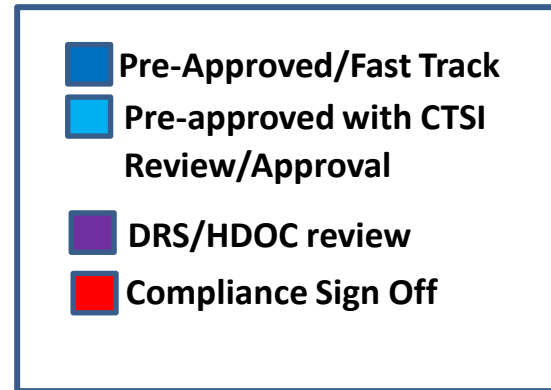 Pre-Approved/Fast Track
Pre-approved with CTSI
Review/Approval
DRS/HDOC review
Compliance Sign Off